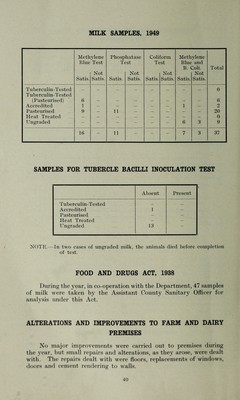 MILK SAMPLES, 1949
Methylene Blue Test | Phosphatase Test | Coliform Test | Methylene Blue and B. Coli | Total
Satis. | Not Satis. | Satis. | Not Satis. | Satis. | Not Satis. | Satis. | Not Satis.
Tuberculin-Tested 0
Tuberculin-Tested
(Pasteurised) 6 6
Accredited 1 1 2
Pasteurised 9 11 20
Heat Treated 0
Ungraded 6 3 9
16 11 7 3 37
SAMPLES FOR TUBERCLE BACILLI INOCULATION TEST
Absent Present
Tuberculin-Tested
Accredited 1
Pasteurised
Heat Treated
Ungraded 13
NOTE.—In two cases of ungraded milk, the animals died before completion
of test.
FOOD AND DRUGS ACT, 1938
During the year, in co-operation with the Department, 47 samples
of milk were taken by the Assistant County Sanitary Officer for
analysis under this Act.
ALTERATIONS AND IMPROVEMENTS TO FARM AND DAIRY
PREMISES
No major improvements were carried out to premises during
the year, but small repairs and alterations, as they arose, were dealt
with. The repairs dealt with were floors, replacements of windows,
doors and cement rendering to walls.